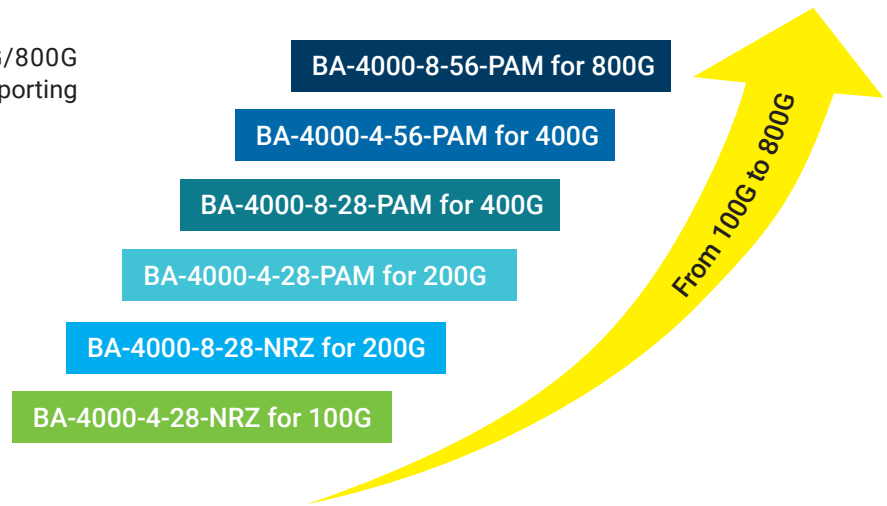 /800G
porting
BA-4000-8-56-PAM for 800G
BA-4000-4-56-PAM for 400G
BA-4000-8-28-PAM for 400G
BA-4000-4-28-PAM for 200G
BA-4000-8-28-NRZ for 200G
BA-4000-4-28-NRZ for 100G
From 100G to 800G